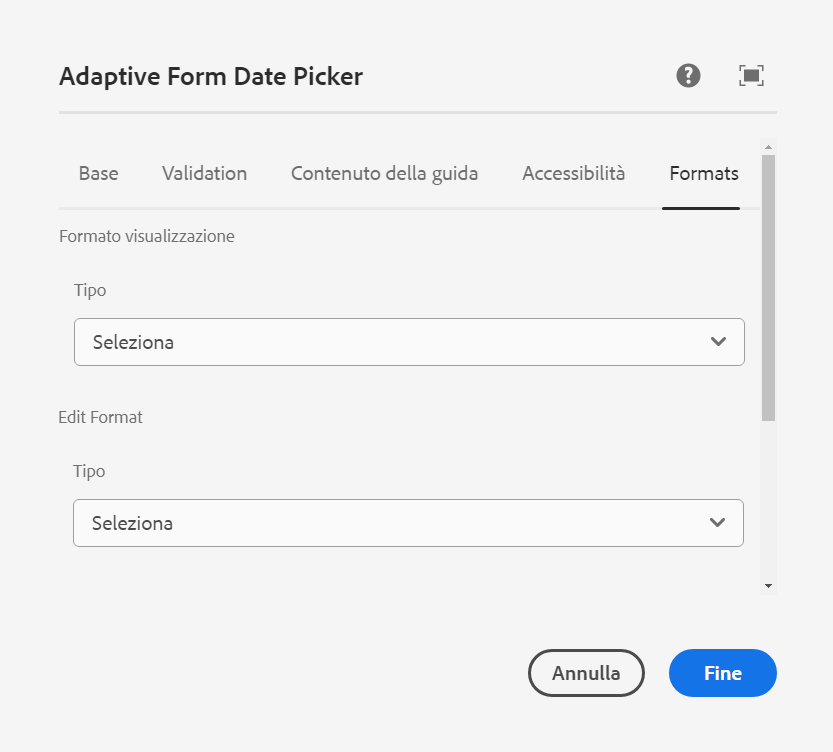 Adaptive Form Date Picker
Base Validation Contenuto della guida Accessibilità Formats
Formato visualizzazione
Tipo
Seleziona
Edit Format
Tipo
Seleziona
Annulla Fine